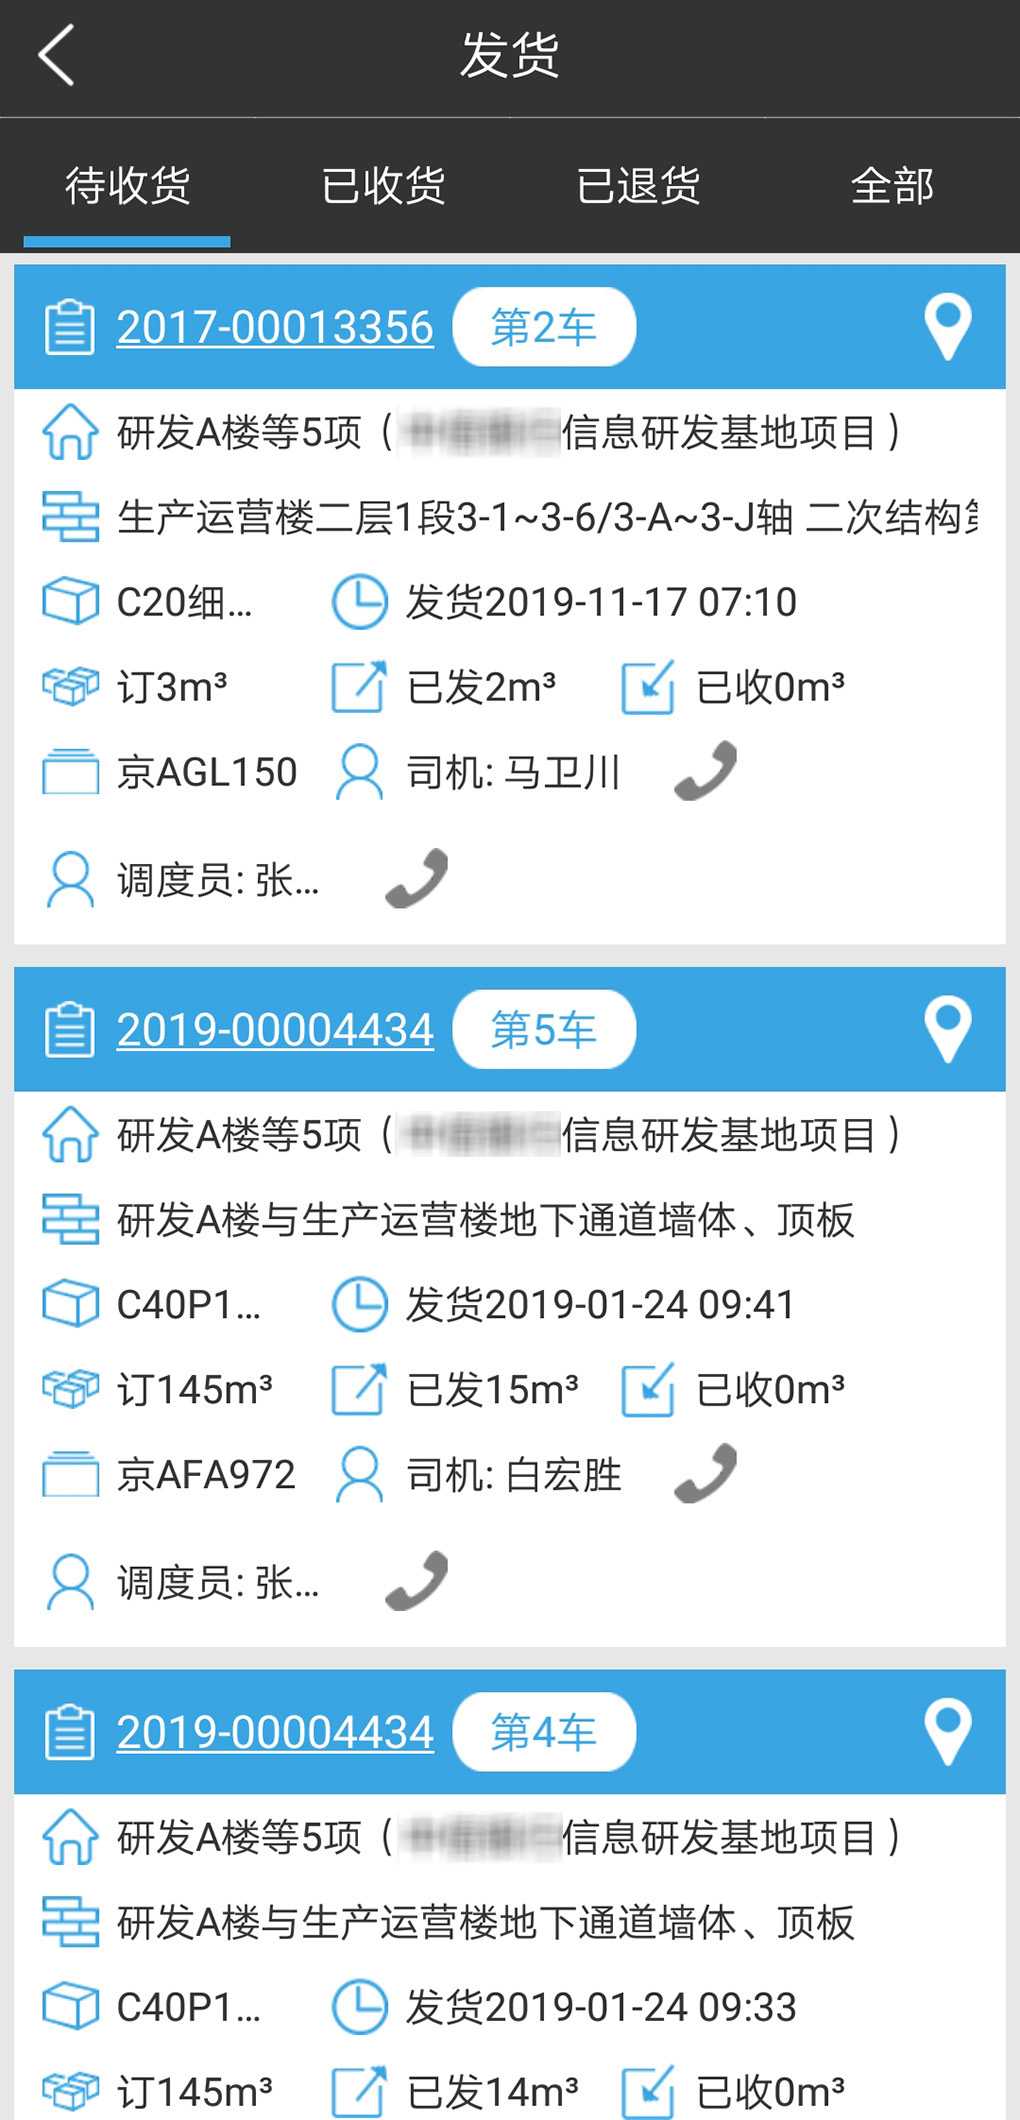 发货
待收货 已收货 已退货 全部
2017-00013356 第2车
研发A楼等5项（信息研发基地项目）
生产运营楼二层1段3-1~3-6/3-A~3-J轴 二次结构
C20细... 发货2019-11-17 07:10
订3m³ 已发2m³ 已收0m³
京AGL150 司机: 马卫川
调度员: 张...
2019-00004434 第5车
研发A楼等5项（信息研发基地项目）
研发A楼与生产运营楼地下通道墙体、顶板
C40P1... 发货2019-01-24 09:41
订145m³ 已发15m³ 已收0m³
京AFA972 司机: 白宏胜
调度员: 张...
2019-00004434 第4车
研发A楼等5项（信息研发基地项目）
研发A楼与生产运营楼地下通道墙体、顶板
C40P1... 发货2019-01-24 09:33
订145m³ 已发14m³ 已收0m³